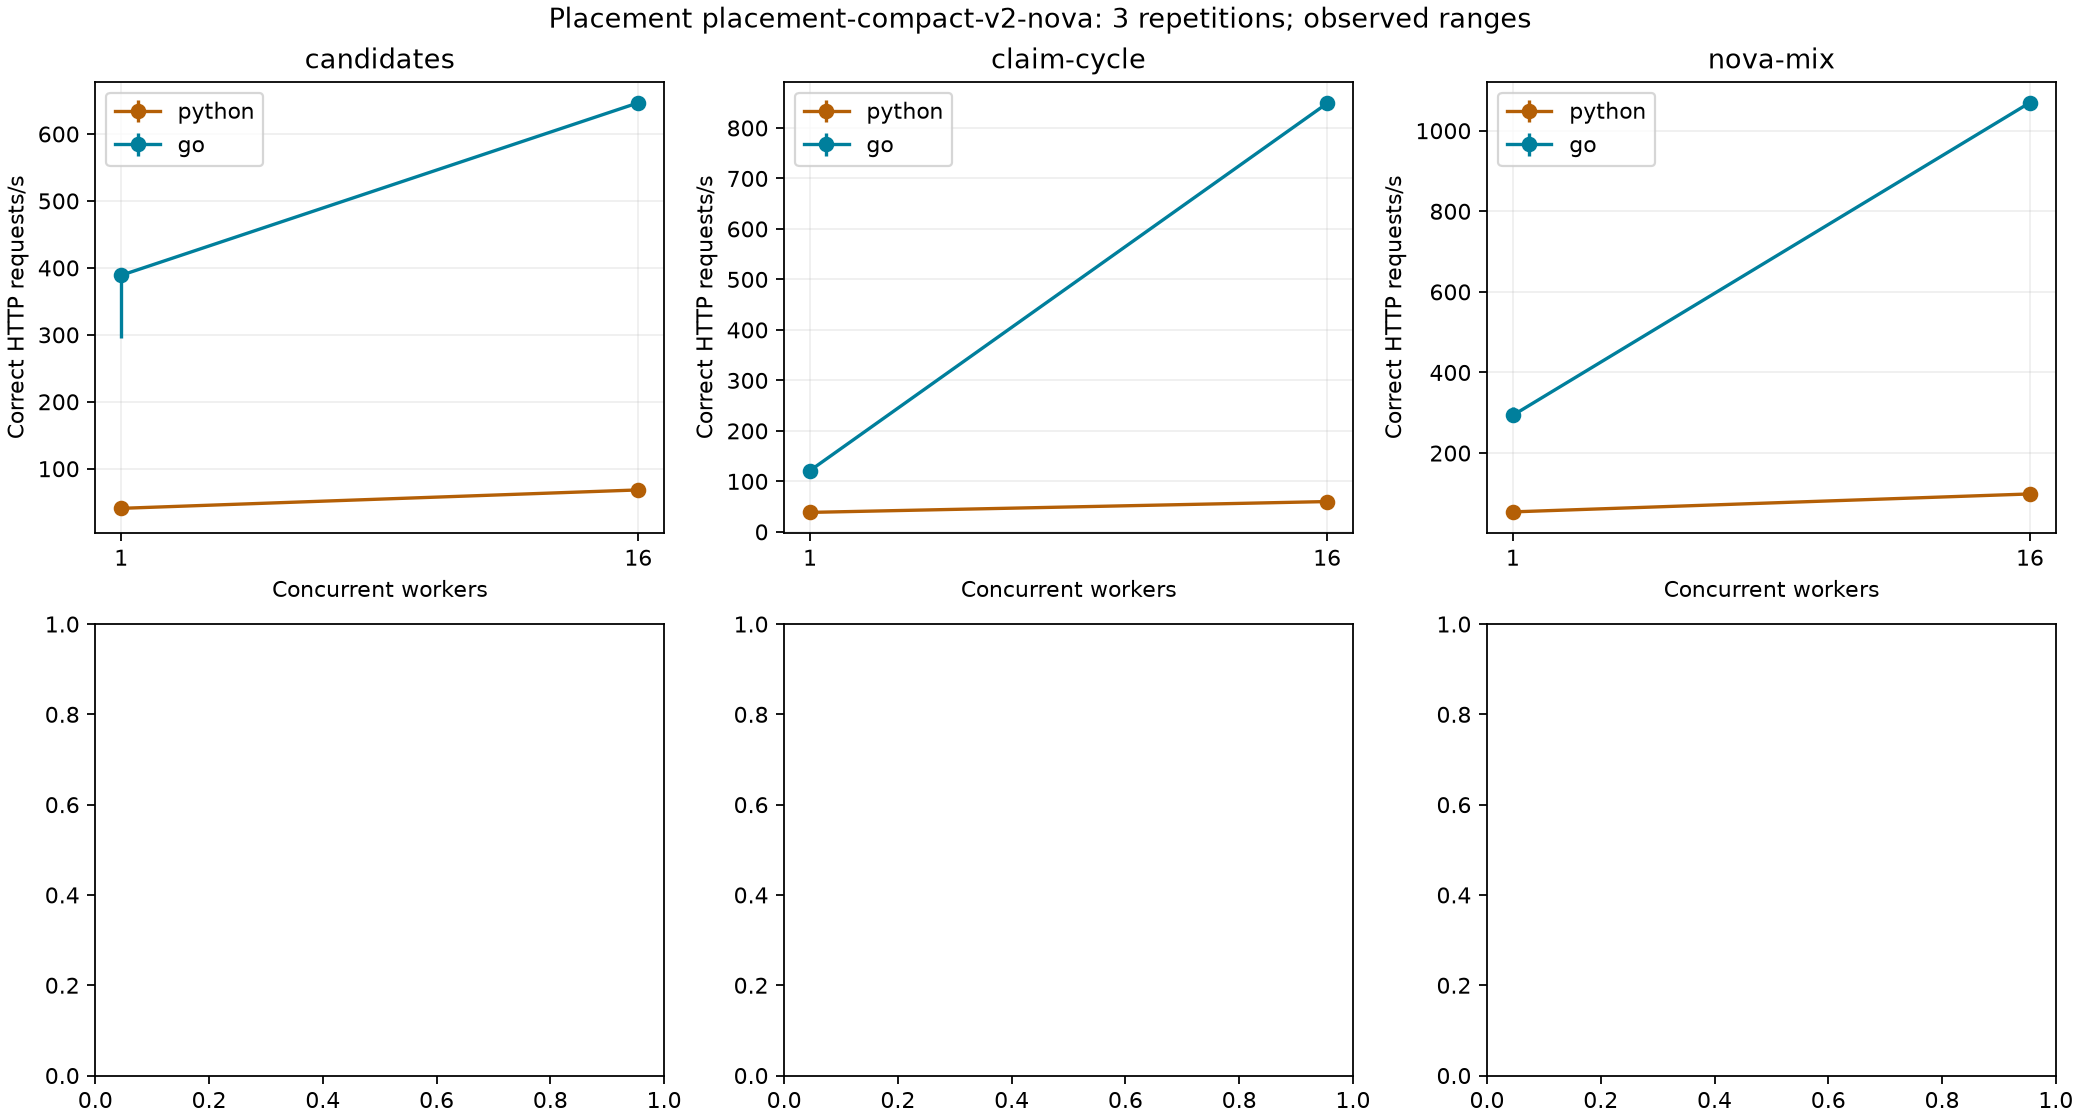 Placement placement-compact-v2-nova: 3 repetitions; observed ranges
candidates
python
go
600
500
400
300
200
100
Correct HTTP requests/s
1
16
Concurrent workers
claim-cycle
python
go
800
700
600
500
400
300
200
100
0
Correct HTTP requests/s
1
16
Concurrent workers
nova-mix
python
go
1000
800
600
400
200
Correct HTTP requests/s
1
16
Concurrent workers
1.0
0.8
0.6
0.4
0.2
0.0
0.0 0.2 0.4 0.6 0.8 1.0
1.0
0.8
0.6
0.4
0.2
0.0
0.0 0.2 0.4 0.6 0.8 1.0
1.0
0.8
0.6
0.4
0.2
0.0
0.0 0.2 0.4 0.6 0.8 1.0